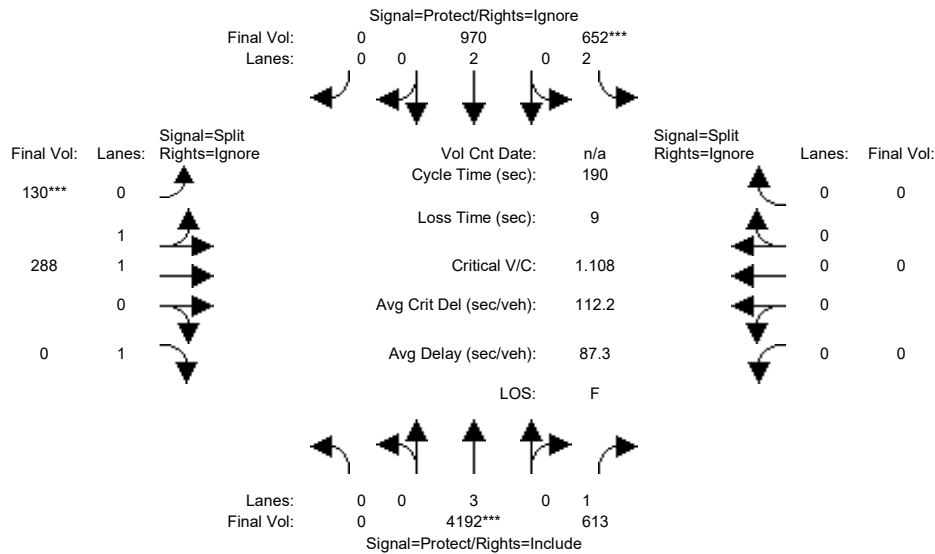 Signal=Protect/Rights=Ignore
Final Vol: 0 970 652***
Lanes: 0 0 2 0 2
Signal=Split Signal=Split
Final Vol: Lanes: Rights=Ignore Vol Cnt Date: n/a Rights=Ignore Lanes: Final Vol:
Cycle Time (sec): 190
130*** 0 0 0
Loss Time (sec): 9
1 0
288 1 Critical V/C: 1.108 0 0
0 Avg Crit Del (sec/veh): 112.2 0
0 1 Avg Delay (sec/veh): 87.3 0 0
LOS: F
Lanes: 0 0 3 0 1
Final Vol: 0 4192*** 613
Signal=Protect/Rights=Include